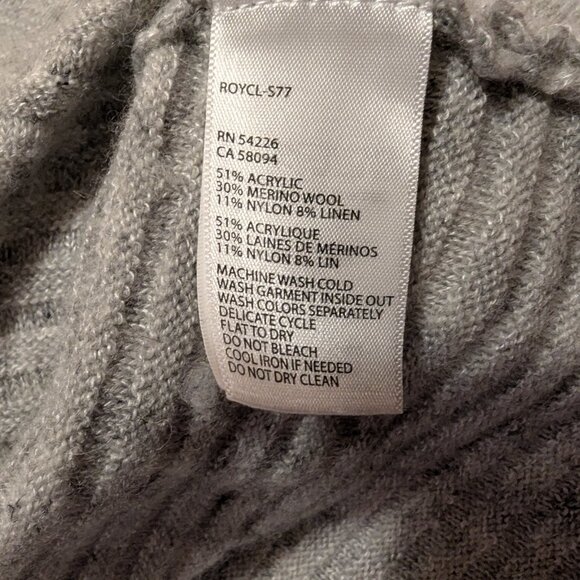 ROYCL-S77
RN 54226
CA 58094
51% ACRYLIC
30% MERINO WOOL
11% NYLON 8% LINEN
51% ACRYLIQUE
30% LAINES DE MÉRINOS
11% NYLON 8% LIN
MACHINE WASH COLD
WASH GARMENT INSIDE OUT
WASH COLORS SEPARATELY
DELICATE CYCLE
FLAT TO DRY
DO NOT BLEACH
COOL IRON IF NEEDED
DO NOT DRY CLEAN